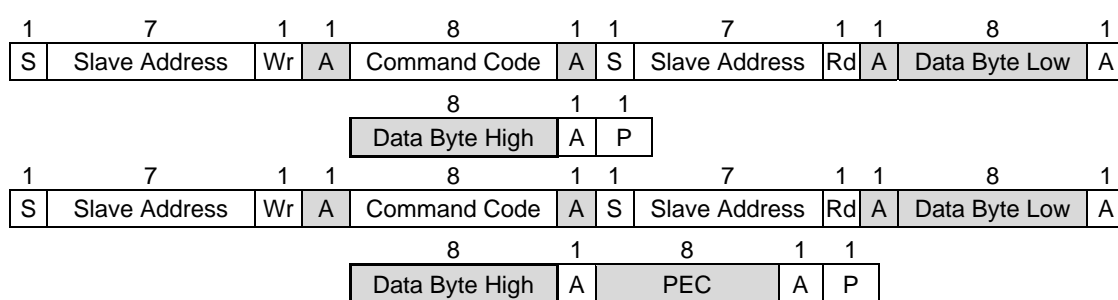 1 7 1 1 8 1 1 7 1 1 8 1
S Slave Address Wr A Command Code A S Slave Address Rd A Data Byte Low A
8 1 1
Data Byte High A P
1 7 1 1 8 1 1 7 1 1 8 1
S Slave Address Wr A Command Code A S Slave Address Rd A Data Byte Low A
8 1 8 1 1
Data Byte High A PEC A P